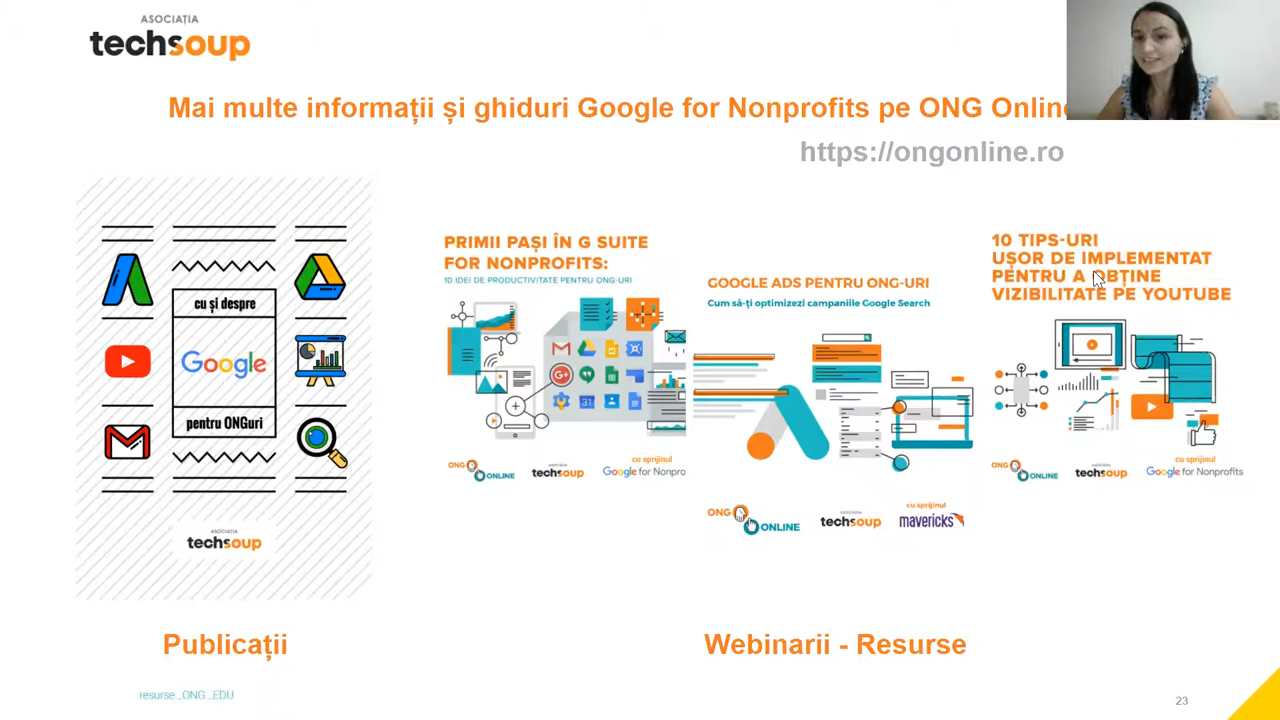 ASOCIAȚIA
techsoup
Mai multe informații și ghiduri Google for Nonprofits pe ONG Online
https://ongonline.ro
cu și despre
Google
pentru ONGuri
ASOCIAȚIA
techsoup
PRIMII PAȘI ÎN G SUITE
FOR NONPROFITS:
10 IDEI DE PRODUCTIVITATE PENTRU ONG-URI
ONG
ONLINE
ASOCIAȚIA
techsoup
cu sprijinul
Google for Nonpro
GOOGLE ADS PENTRU ONG-URI
Cum să-ți optimizezi campaniile Google Search
ONG
ONLINE
ASOCIAȚIA
techsoup
cu sprijinul
mavericks
10 TIPS-URI
UȘOR DE IMPLEMENTAT
PENTRU A OBȚINE
VIZIBILITATE PE YOUTUBE
ONG
ONLINE
ASOCIAȚIA
techsoup
cu sprijinul
Google for Nonprofits
Publicații
Webinarii - Resurse
resurse_ONG_EDU
23